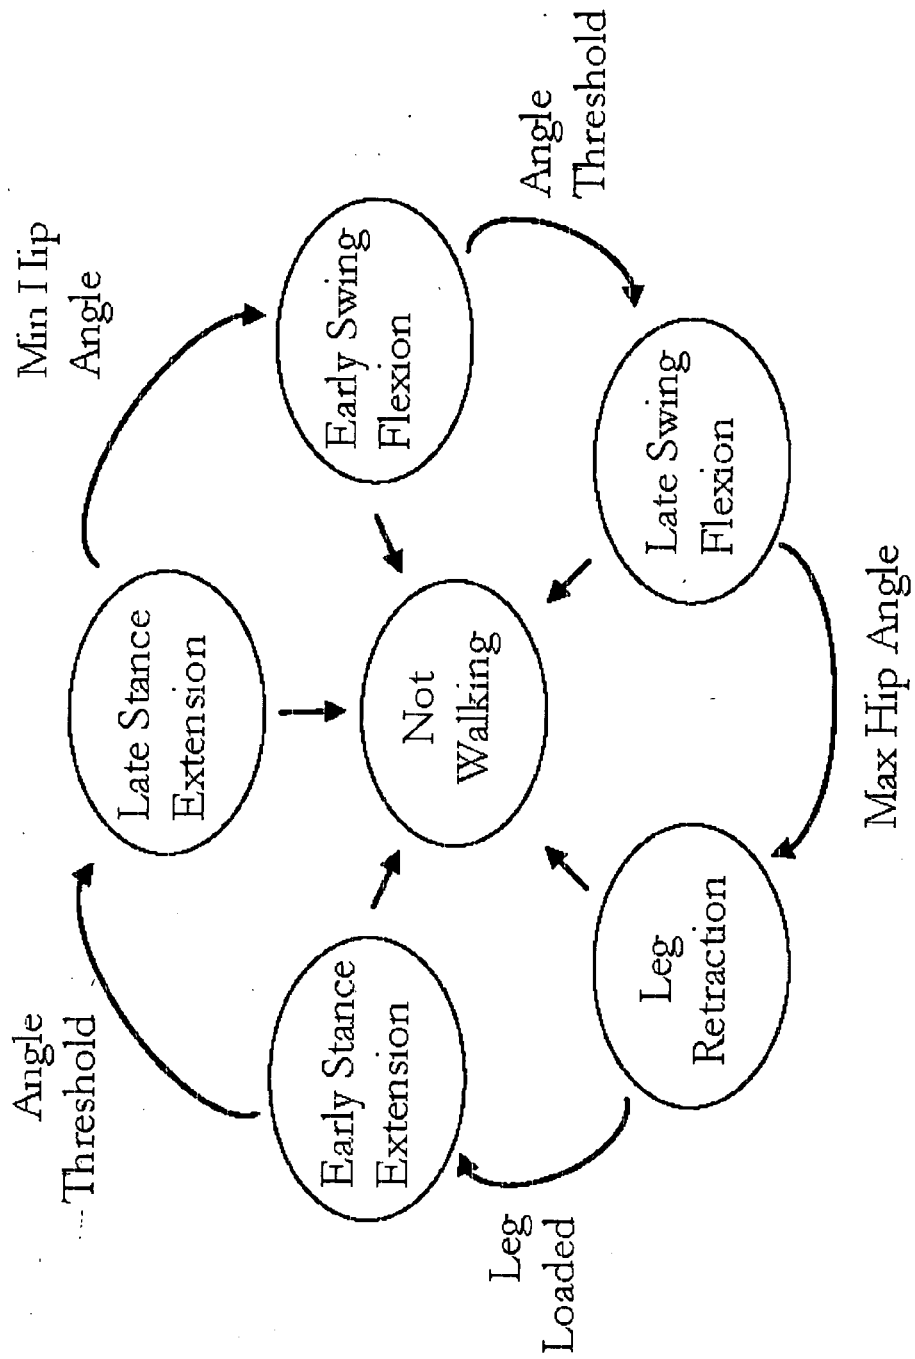 Angle
Threshold
Late Stance
Extension
Min Hip
Angle
Early Stance
Extension
Not
Walking
Early Swing
Flexion
Leg
Loaded
Leg
Retraction
Late Swing
Flexion
Angle
Threshold
Max Hip Angle